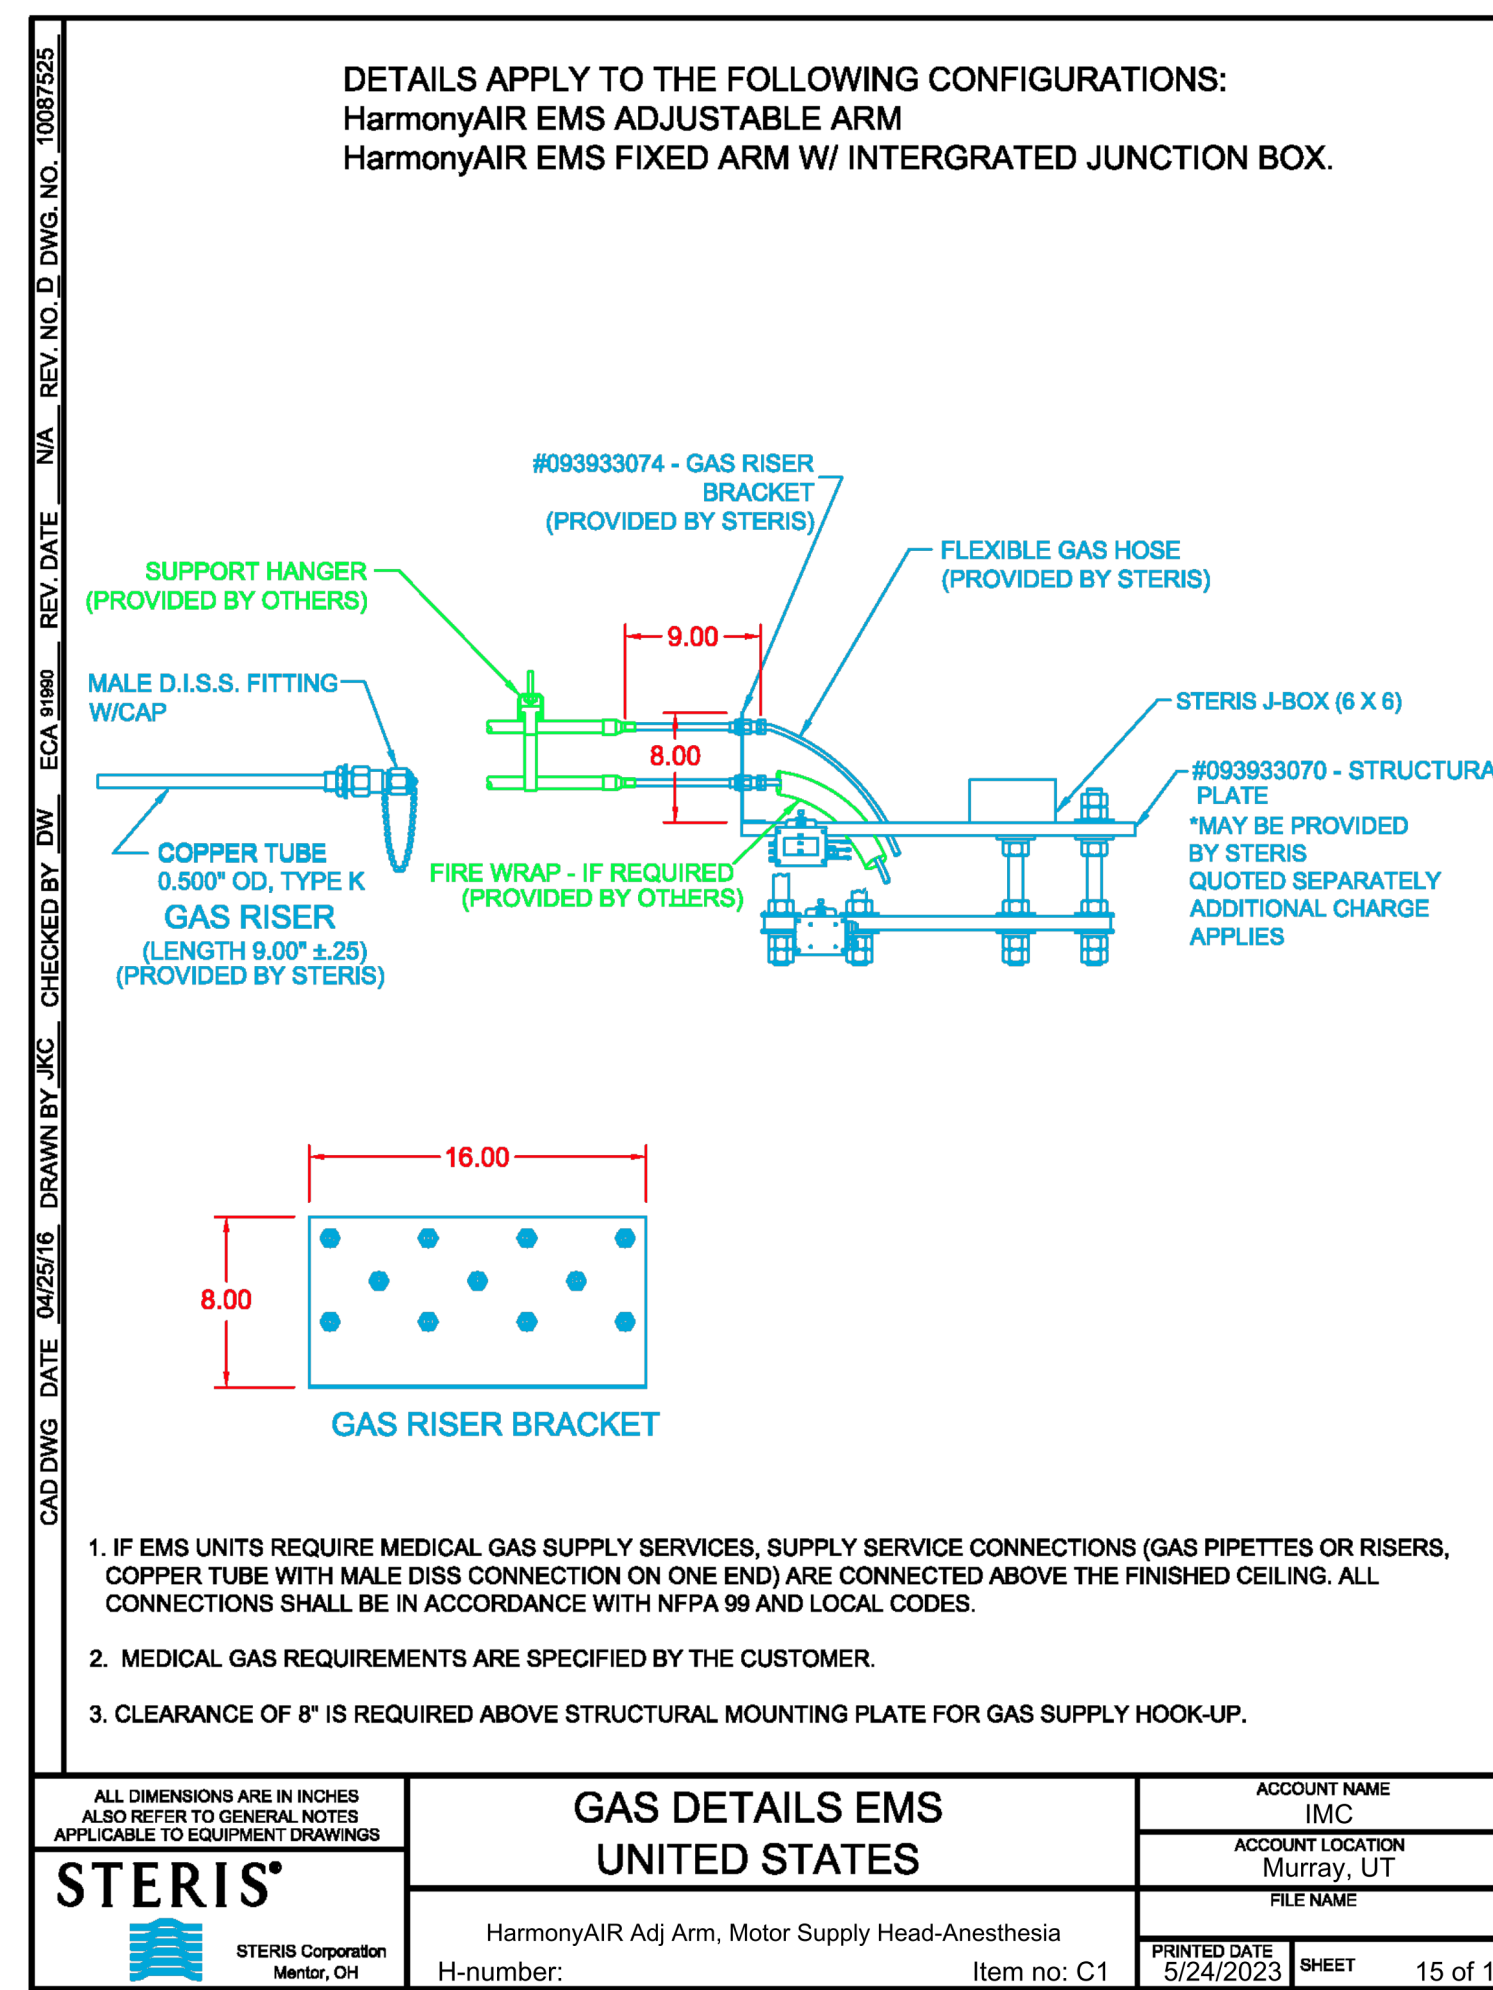 CAD DWG DATE 04/25/16 DRAWN BY JKC CHECKED BY DW ECA 91990 REV. DATE N/A REV. NO. D DWG. NO. 10087525
DETAILS APPLY TO THE FOLLOWING CONFIGURATIONS:
HarmonyAIR EMS ADJUSTABLE ARM
HarmonyAIR EMS FIXED ARM W/ INTERGRATED JUNCTION BOX.
#093933074 - GAS RISER
BRACKET
(PROVIDED BY STERIS)
FLEXIBLE GAS HOSE
(PROVIDED BY STERIS)
SUPPORT HANGER
(PROVIDED BY OTHERS)
9.00
MALE D.I.S.S. FITTING
W/CAP
STERIS J-BOX (6 X 6)
8.00
#093933070 - STRUCTURA
PLATE
*MAY BE PROVIDED
BY STERIS
QUOTED SEPARATELY
ADDITIONAL CHARGE
APPLIES
COPPER TUBE
0.500" OD, TYPE K
GAS RISER
(LENGTH 9.00" ±.25)
(PROVIDED BY STERIS)
FIRE WRAP - IF REQUIRED
(PROVIDED BY OTHERS)
16.00
8.00
GAS RISER BRACKET
1. IF EMS UNITS REQUIRE MEDICAL GAS SUPPLY SERVICES, SUPPLY SERVICE CONNECTIONS (GAS PIPETTES OR RISERS,
COPPER TUBE WITH MALE DISS CONNECTION ON ONE END) ARE CONNECTED ABOVE THE FINISHED CEILING. ALL
CONNECTIONS SHALL BE IN ACCORDANCE WITH NFPA 99 AND LOCAL CODES.
2. MEDICAL GAS REQUIREMENTS ARE SPECIFIED BY THE CUSTOMER.
3. CLEARANCE OF 8" IS REQUIRED ABOVE STRUCTURAL MOUNTING PLATE FOR GAS SUPPLY HOOK-UP.
ALL DIMENSIONS ARE IN INCHES
ALSO REFER TO GENERAL NOTES
APPLICABLE TO EQUIPMENT DRAWINGS
STERIS®
STERIS Corporation
Mentor, OH
GAS DETAILS EMS
UNITED STATES
HarmonyAIR Adj Arm, Motor Supply Head-Anesthesia
H-number:
Item no: C1
ACCOUNT NAME
IMC
ACCOUNT LOCATION
Murray, UT
FILE NAME
PRINTED DATE
5/24/2023
SHEET
15 of 1